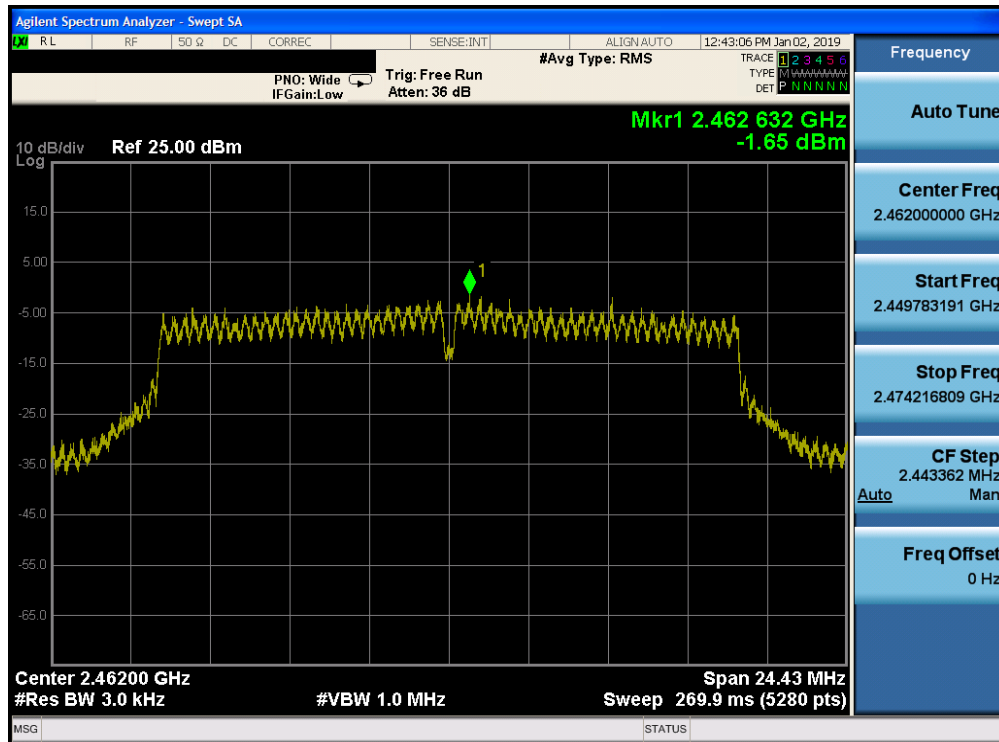 Agilent Spectrum Analyzer - Swept SA
LXI RL RF 50 Ω DC CORREC SENSE:INT ALIGN AUTO 12:43:06 PM Jan 02, 2019
#Avg Type: RMS TRACE 1 2 3 4 5 6
PNO: Wide Trig: Free Run TYPE M WWWWW
IFGain:Low Atten: 36 dB DET P N N N N N
Mkr1 2.462 632 GHz
-1.65 dBm
10 dB/div Ref 25.00 dBm
Log
15.0
5.00
1
-5.00
-15.0
-25.0
-35.0
-45.0
-55.0
-65.0
Center 2.46200 GHz Span 24.43 MHz
#Res BW 3.0 kHz #VBW 1.0 MHz Sweep 269.9 ms (5280 pts)
MSG STATUS
Frequency
Auto Tune
Center Freq
2.462000000 GHz
Start Freq
2.449783191 GHz
Stop Freq
2.474216809 GHz
CF Step
2.443362 MHz
Auto Man
Freq Offset
0 Hz